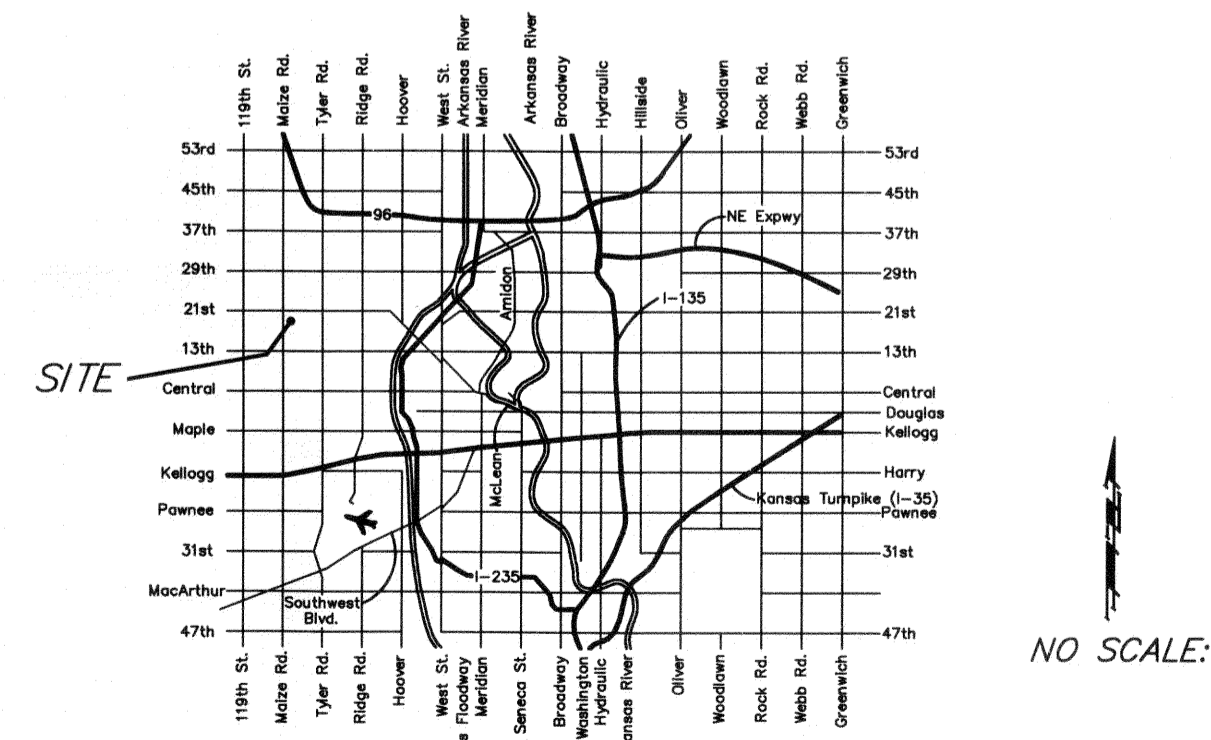 119th St.
Maize Rd.
Tyler Rd.
Ridge Rd.
Hoover
West St.
Arkansas River
Meridian
Arkansas River
Broadway
Hydraulic
Hillside
Oliver
Woodlawn
Rock Rd.
Webb Rd.
Greenwich
53rd
53rd
45th
45th
96
NE Expwy
37th
37th
29th
29th
Amidon
I-135
21st
21st
13th
13th
SITE
Central
Central
Douglas
Maple
Kellogg
McLean
Kellogg
Harry
Kansas Turnpike (I-35)
Pawnee
Pawnee
31st
31st
I-235
MacArthur
Southwest
Blvd.
47th
47th
NO SCALE:
119th St.
Maize Rd.
Tyler Rd.
Ridge Rd.
Hoover
West St.
s Floodway
Meridian
Seneca St.
Broadway
Washington
Hydraulic
nsas River
Oliver
Woodlawn
Rock Rd.
Webb Rd.
Greenwich